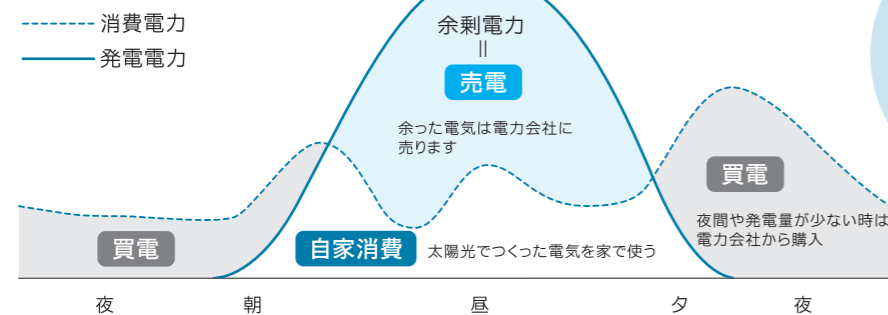 消費電力
発電電力
余剰電力
=
売電
余った電気は電力会社に
売ります
買電
夜間や発電量が少ない時は
電力会社から購入
買電
自家消費
太陽光でつくった電気を家で使う
夜 朝 昼 夕 夜